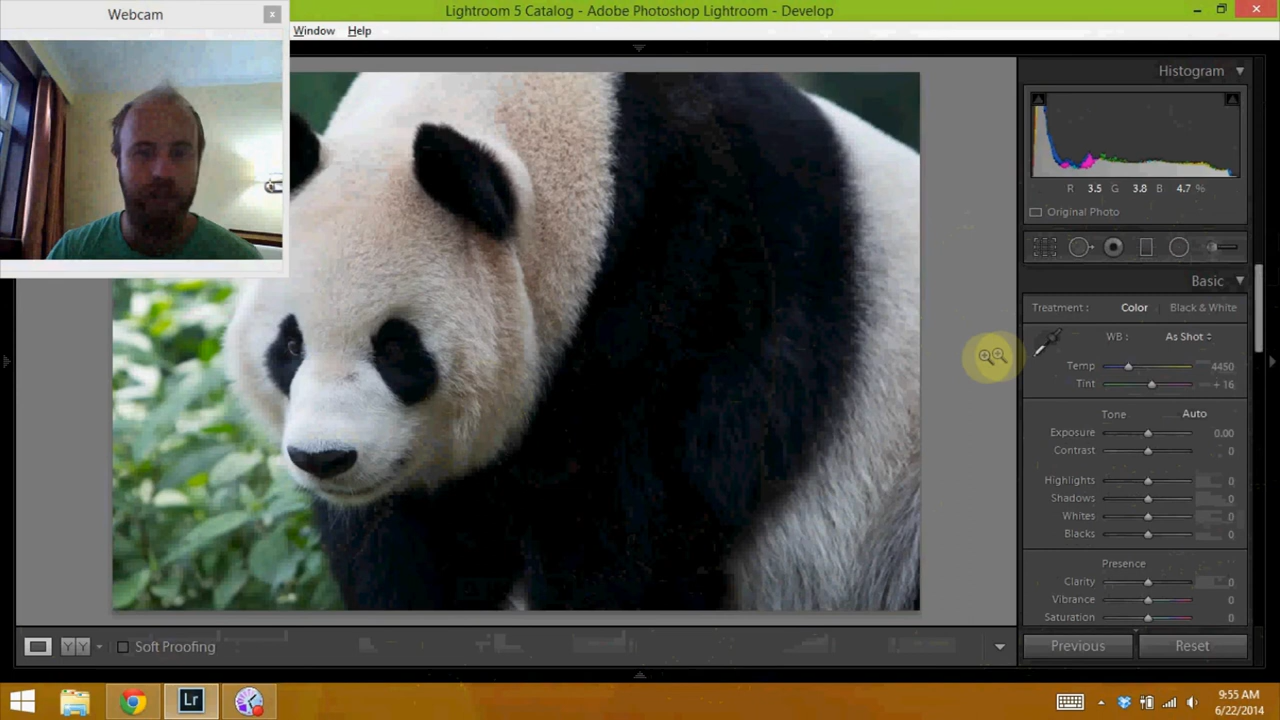 Webcam
x
Lightroom 5 Catalog - Adobe Photoshop Lightroom - Develop
Window Help
Histogram
R 3.5 G 3.8 B 4.7 %
Original Photo
Basic
Treatment : Color Black & White
WB : As Shot
Temp 4450
Tint + 16
Tone Auto
Exposure 0.00
Contrast 0
Highlights 0
Shadows 0
Whites 0
Blacks 0
Presence
Clarity 0
Vibrance 0
Saturation 0
YY Soft Proofing
Previous Reset
Lr
9:55 AM
6/22/2014